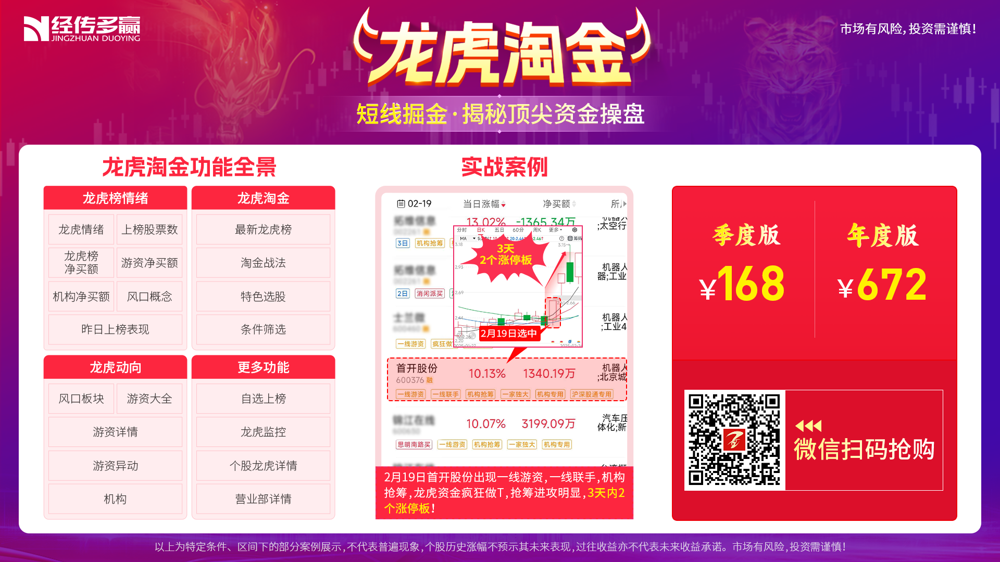 经传多赢
JINGZHUAN DUOYING
龙虎淘金
市场有风险,投资需谨慎!
短线掘金·揭秘顶尖资金操盘
龙虎淘金功能全景
龙虎榜情绪
龙虎情绪
上榜股票数
龙虎榜
净买额
游资净买额
机构净买额
风口概念
昨日上榜表现
龙虎淘金
最新龙虎榜
淘金战法
特色选股
条件筛选
龙虎动向
风口板块
游资大全
游资详情
游资异动
机构
更多功能
自选上榜
龙虎监控
个股龙虎详情
营业部详情
实战案例
02-19
当日涨幅
净买额
13.02%
-1365.34万
;太空行
3日
机构抢筹
机器人
器;工业
2日
消闲派买
机器人
;工业4
一线游资
疯狂做
分时
日K
五日
60分
周K
更多
MA
筹码
3.18
3.15
2.93
2.69
2.44
2.20
3天
2个涨停板
2月19日选中
首开股份
600376 融
10.13%
1340.19万
机器人
;北京城
一线游资
一线联手
机构抢筹
一家独大
机构专用
沪深股通专用
10.07%
3199.09万
汽车压
体化;新
思明南路买
一线游资
机构抢筹
一家独大
机构专用
2月19日首开股份出现一线游资,一线联手,机构
抢筹,龙虎资金疯狂做T,抢筹进攻明显,3天内2
个涨停板!
季度版
¥168
年度版
¥672
微信扫码抢购
以上为特定条件、区间下的部分案例展示,不代表普遍现象,个股历史涨幅不预示其未来表现,过往收益亦不代表未来收益承诺。市场有风险,投资需谨慎!